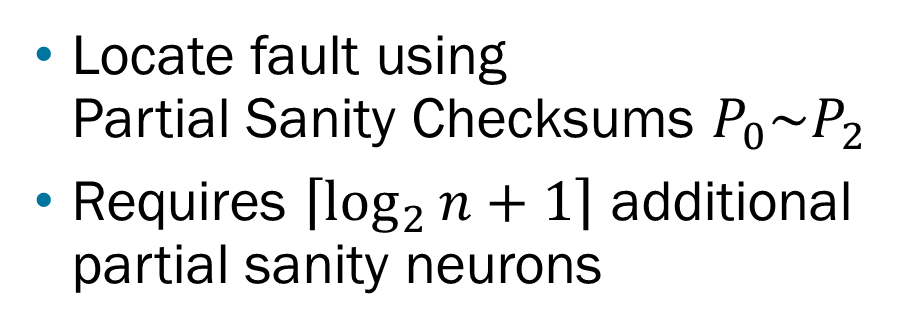 • Locate fault using
Partial Sanity Checksums P₀~P₂
• Requires ⌈log₂ n + 1⌉ additional
partial sanity neurons